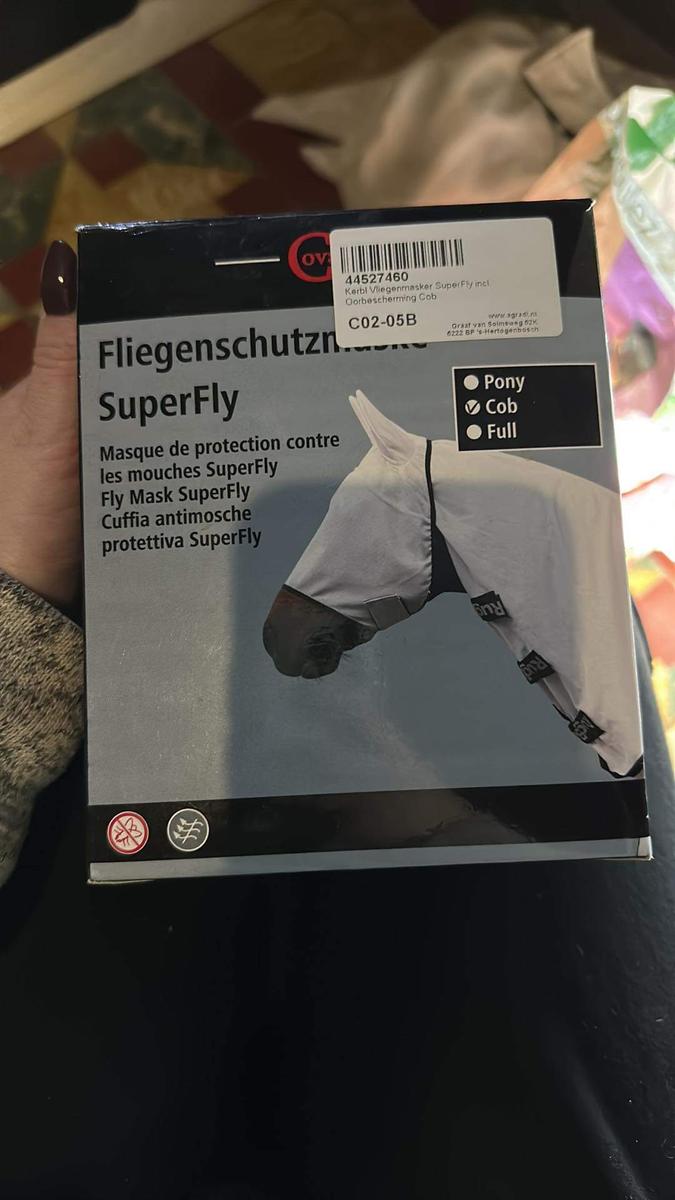 44527460
Kerbl Vliegenmasker SuperFly incl.
Oorbescherming Cob
C02-05B
www.agradi.nl
Graaf van Solmsweg 52K
5222 BP 's-Hertogenbosch
Fliegenschutzmaske
SuperFly
Pony
Cob
Full
Masque de protection contre
les mouches SuperFly
Fly Mask SuperFly
Cuffia antimosche
protettiva SuperFly